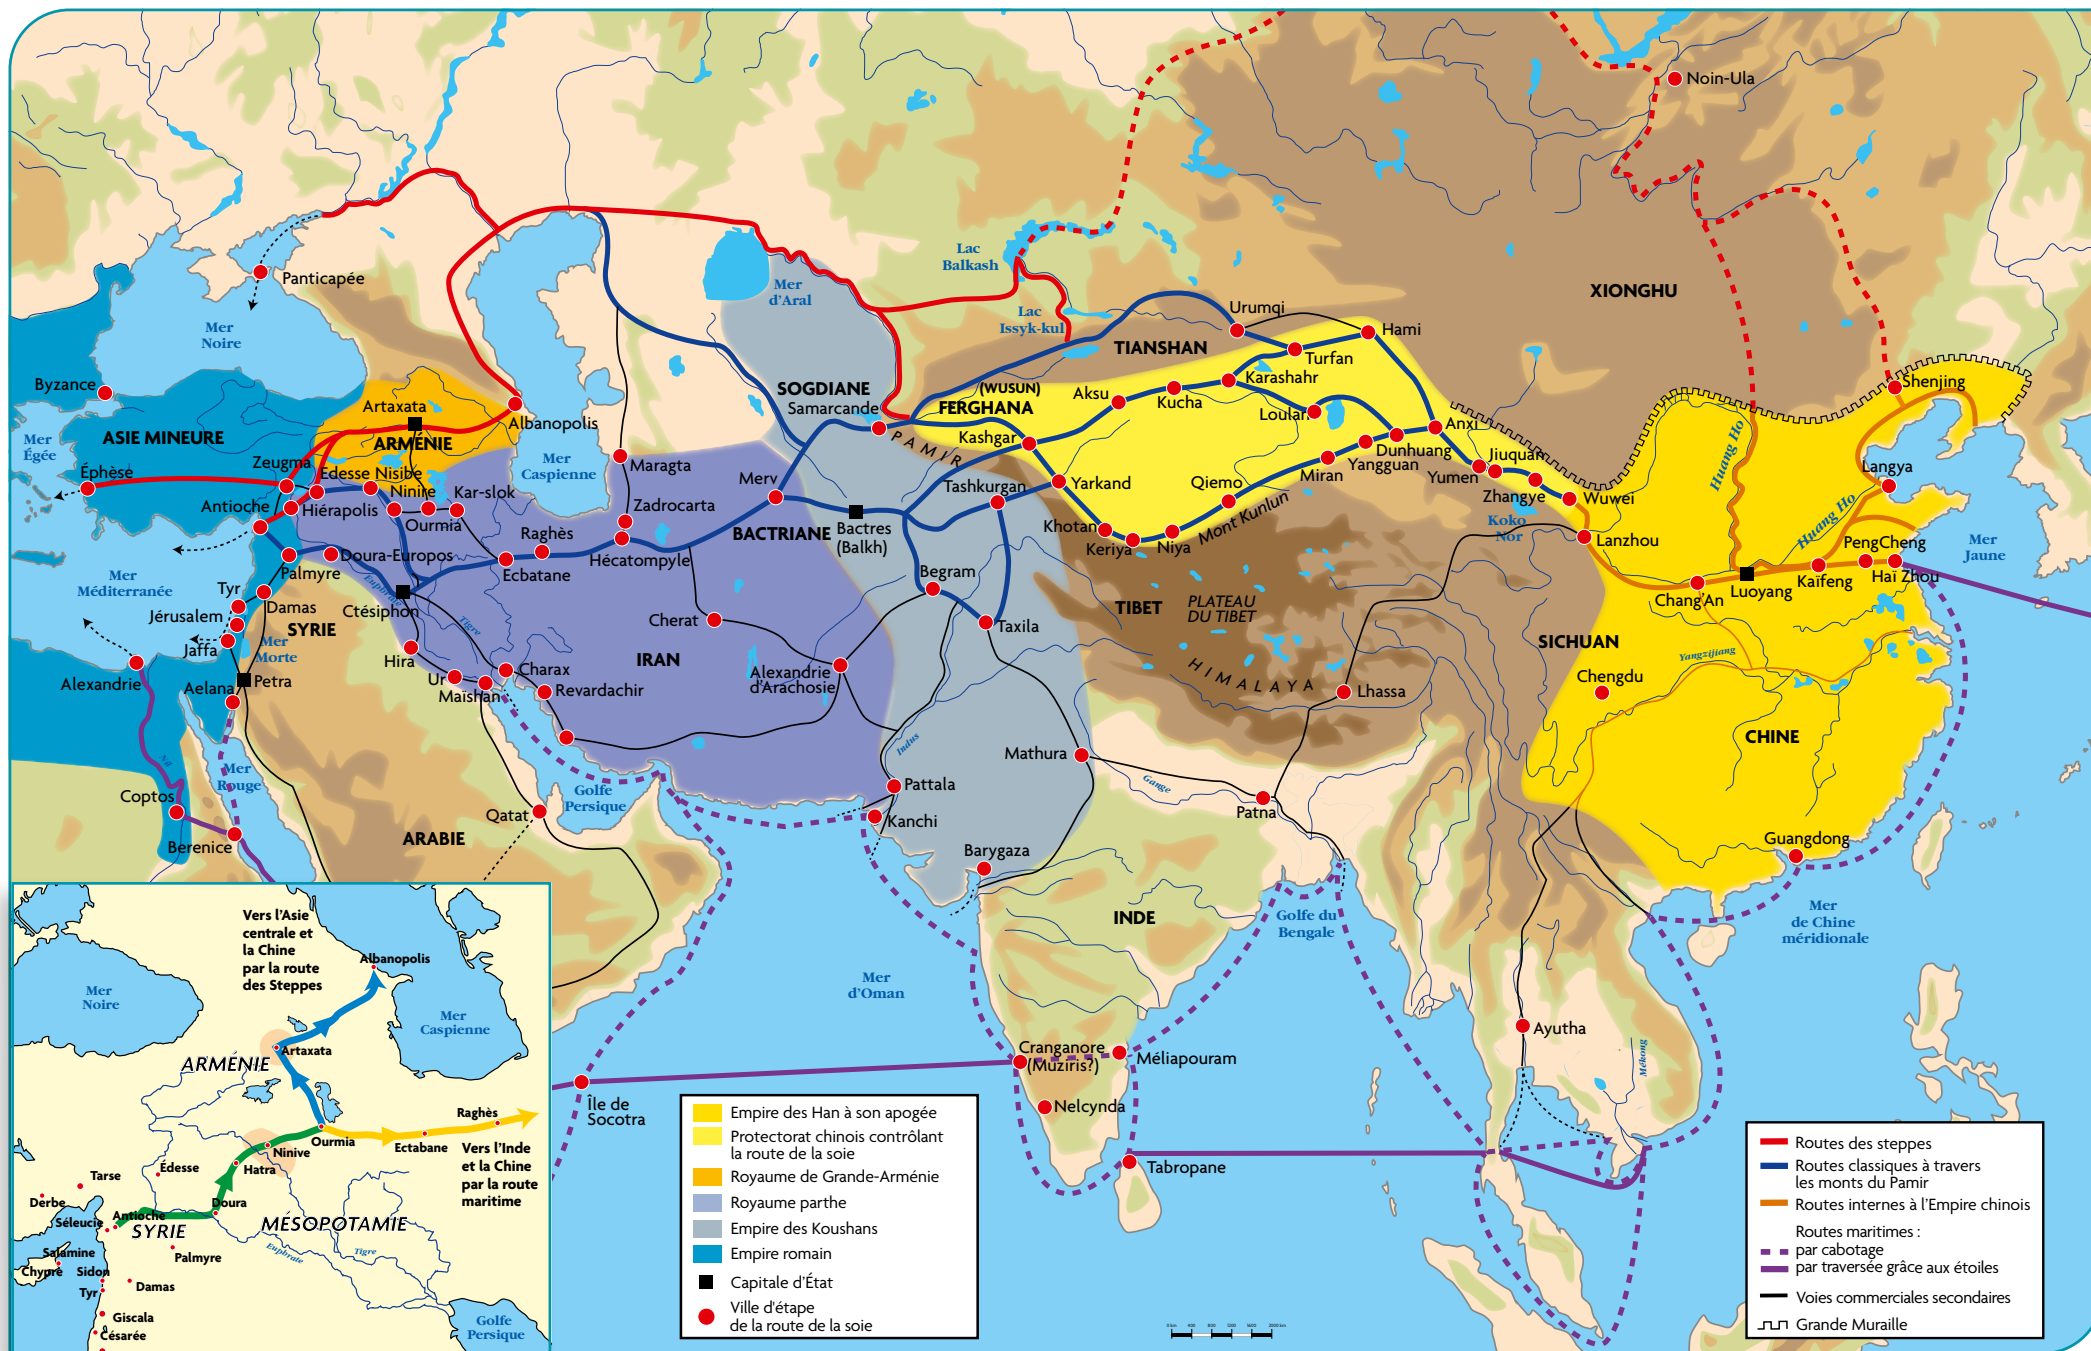 Noin-Ula
Panticapée
Mer
Noire
Lac
Balkash
Mer
d'Aral
Lac
Issyk-kul
XIONGHU
Urumqi
Hami
TIANSHAN
Turfan
Byzance
SOGDIANE
Samarcande
(WUSUN)
FERGHANA
Aksu
Kucha
Karashahr
Loulan
Shenjing
Artaxata
ARMÉNIE
Albanopolis
ASIE MINEURE
Mer
Égée
Mer
Caspienne
PAMIR
Kashgar
Anxi
Dunhuang
Yangguan
Miran
Jiuquan
Yumen
Zhangye
Wuwei
Huang Ho
Langya
Éphèse
Zeugma
Edesse
Nisibe
Ninire
Kar-slok
Maragta
Merv
Tashkurgan
Yarkand
Qiemo
Mont Kunlun
Antioche
Hiérapolis
Ourmia
Zadrocarta
BACTRIANE
Bactres
(Balkh)
Khotan
Keriya
Niya
Koko
Nor
Lanzhou
Huang Ho
PengCheng
Mer
Jaune
Doura-Europos
Raghès
Ecbatane
Hécatompyle
Palmyre
Kaïfeng
Haï Zhou
Mer
Méditerranée
Tyr
Jérusalem
Jaffa
Damas
SYRIE
Euphrate
Ctésiphon
Tigre
Begram
Taxila
TIBET
PLATEAU
DU TIBET
Chang'An
Luoyang
Mer
Morte
Hira
Cherat
IRAN
SICHUAN
Yangzijiang
Chengdu
Alexandrie
Aelana
Petra
Ur
Maïshan
Charax
Revardachir
Alexandrie
d'Arachosie
HIMALAYA
Lhassa
CHINE
Nil
Mer
Rouge
Coptos
Berenice
Qatat
ARABIE
Golfe
Persique
Indus
Pattala
Kanchi
Mathura
Gange
Patna
Barygaza
Guangdong
INDE
Golfe du
Bengale
Mer
de Chine
méridionale
Mer
d'Oman
Ayutha
Mékong
Cranganore
(Muziris?)
Méliapouram
Nelcynda
Île de
Socotra
Tabropane
Vers l'Asie
centrale et
la Chine
par la route
des Steppes
Albanopolis
Mer
Noire
Mer
Caspienne
ARMÉNIE
Artaxata
Raghès
Ourmia
Ectabane
Ninive
Hatra
Vers l'Inde
et la Chine
par la route
maritime
Tarse
Édesse
Derbe
Doura
Antioche
Séleucie
SYRIE
MÉSOPOTAMIE
Salamine
Chypre
Palmyre
Euphrate
Tigre
Sidon
Damas
Tyr
Giscala
Césarée
Golfe
Persique
Empire des Han à son apogée
Protectorat chinois contrôlant
la route de la soie
Royaume de Grande-Arménie
Royaume parthe
Empire des Koushans
Empire romain
Capitale d'État
Ville d'étape
de la route de la soie
Routes des steppes
Routes classiques à travers
les monts du Pamir
Routes internes à l'Empire chinois
Routes maritimes :
par cabotage
par traversée grâce aux étoiles
Voies commerciales secondaires
Grande Muraille